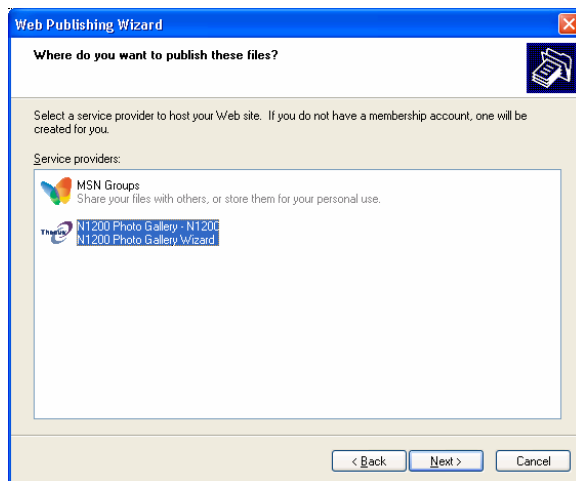 Web Publishing Wizard
Where do you want to publish these files?
Select a service provider to host your Web site. If you do not have a membership account, one will be
created for you.
Service providers:
MSN Groups
Share your files with others, or store them for your personal use.
Thecus
N1200 Photo Gallery - N1200
N1200 Photo Gallery Wizard
< Back
Next >
Cancel